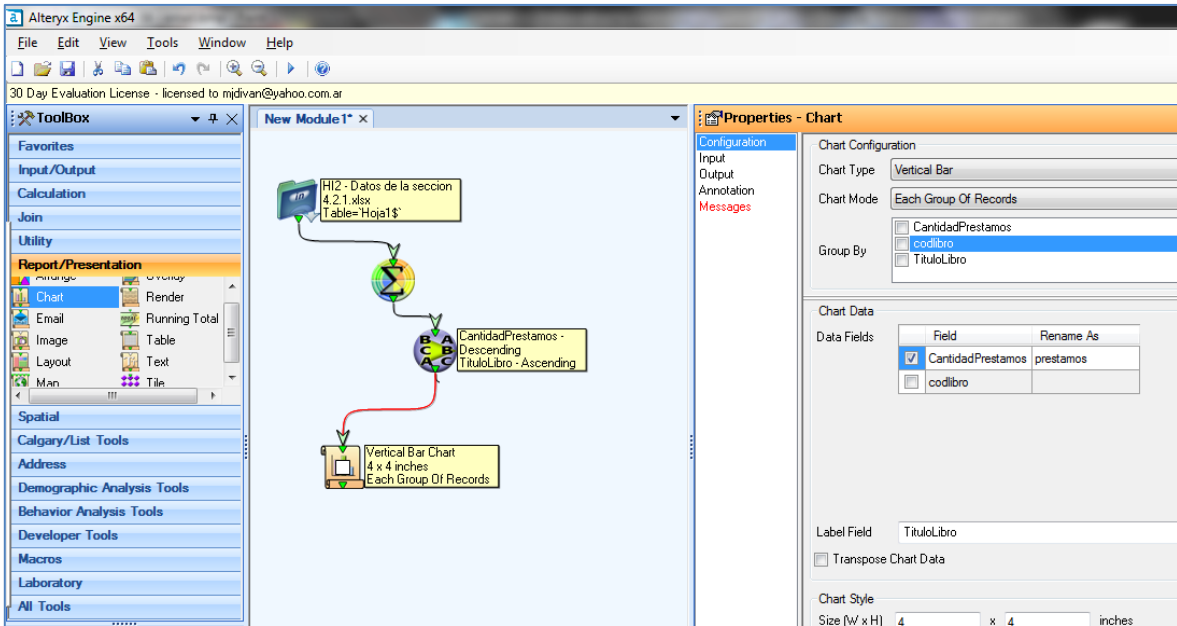 Alteryx Engine x64
File Edit View Tools Window Help
30 Day Evaluation License - licensed to mjdivan@yahoo.com.ar
ToolBox
Favorites
Input/Output
Calculation
Join
Utility
Report/Presentation
Arrange Overlay
Chart Render
Email Running Total
Image Table
Layout Text
Map Tile
Spatial
Calgary/List Tools
Address
Demographic Analysis Tools
Behavior Analysis Tools
Developer Tools
Macros
Laboratory
All Tools
New Module1*
in
HI2 - Datos de la seccion
4.2.1.xlsx
Table=`Hoja1$`
Σ
B A
C B
A C
CantidadPrestamos -
Descending
TituloLibro - Ascending
Vertical Bar Chart
4 x 4 inches
Each Group Of Records
Properties - Chart
Configuration
Input
Output
Annotation
Messages
Chart Configuration
Chart Type Vertical Bar
Chart Mode Each Group Of Records
Group By
CantidadPrestamos
codlibro
TituloLibro
Chart Data
Data Fields
Field Rename As
CantidadPrestamos prestamos
codlibro
Label Field TituloLibro
Transpose Chart Data
Chart Style
Size (W x H) 4 x 4 inches